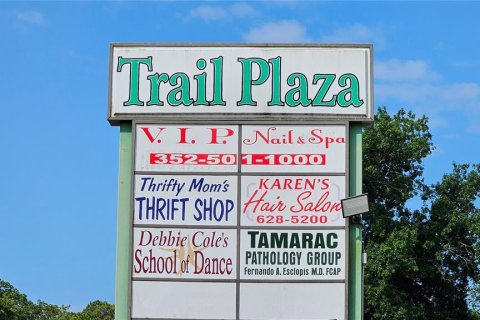 Trail Plaza
V.I.P. Nail & Spa
352-501-1000
Thrifty Mom's
THRIFT SHOP
KAREN'S
Hair Salon
628-5200
Debbie Cole's
School of Dance
TAMARAC
PATHOLOGY GROUP
Fernando A. Esclopis M.D. FCAP